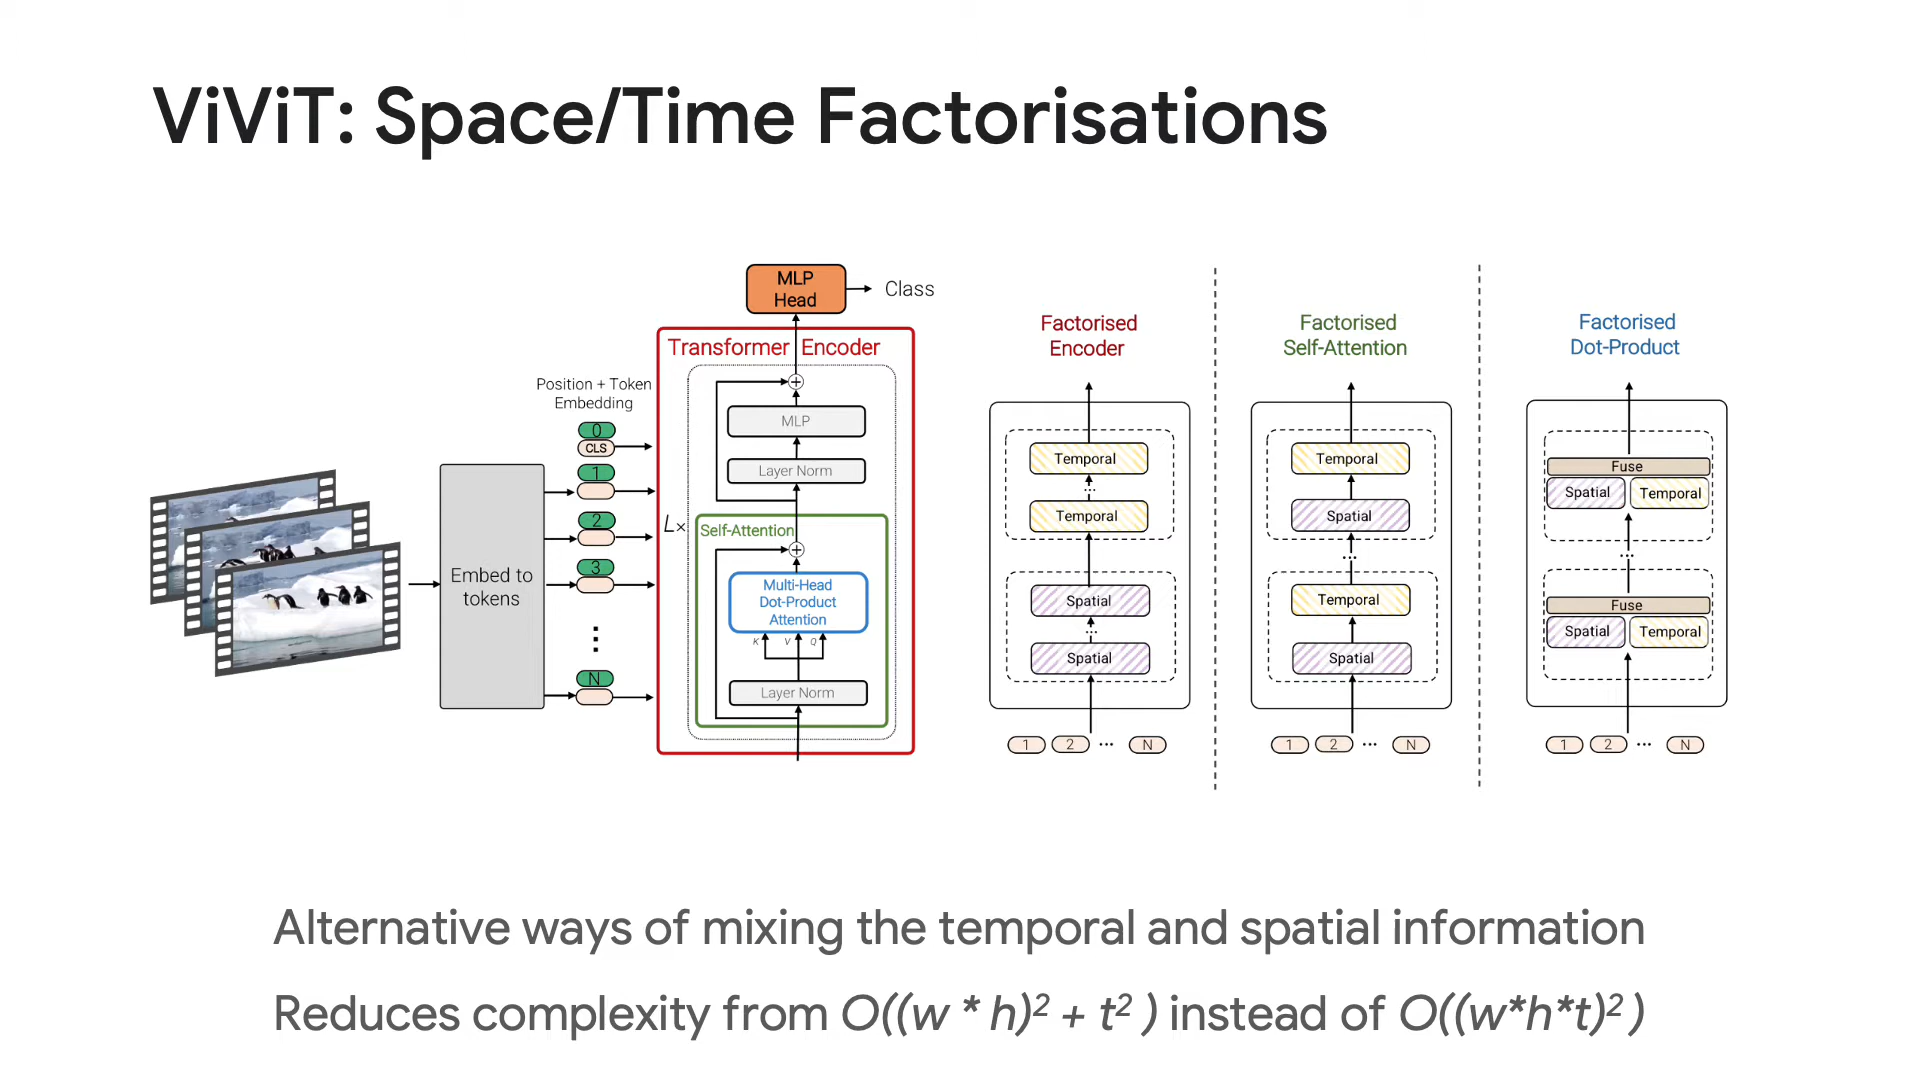 ViViT: Space/Time Factorisations
MLP
Head
Class
Transformer Encoder
Position + Token
Embedding
0
CLS
1
2
3
N
Embed to
tokens
L×
MLP
Layer Norm
Self-Attention
Multi-Head
Dot-Product
Attention
K V Q
Layer Norm
Factorised
Encoder
Temporal
...
Temporal
Spatial
...
Spatial
1 2 ... N
Factorised
Self-Attention
Temporal
Spatial
...
Temporal
Spatial
1 2 ... N
Factorised
Dot-Product
Fuse
Spatial Temporal
...
Fuse
Spatial Temporal
1 2 ... N
Alternative ways of mixing the temporal and spatial information
Reduces complexity from O((w * h)² + t² ) instead of O((w*h*t)² )